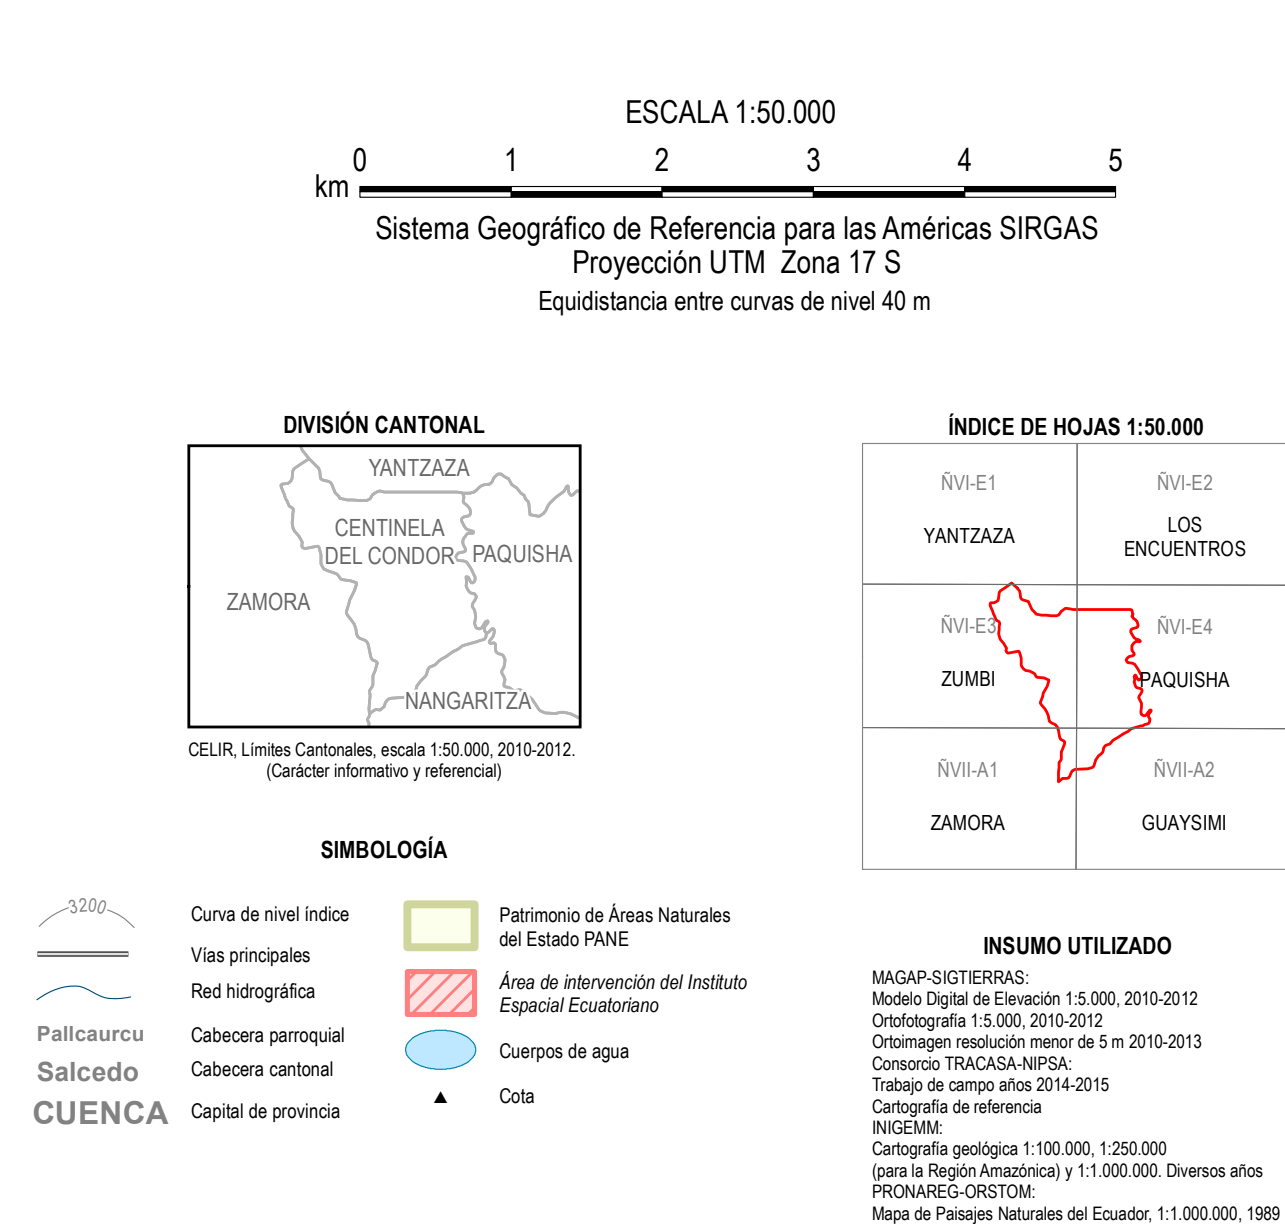 ESCALA 1:50.000
0 1 2 3 4 5
km
Sistema Geográfico de Referencia para las Américas SIRGAS
Proyección UTM Zona 17 S
Equidistancia entre curvas de nivel 40 m
DIVISIÓN CANTONAL
YANTZAZA
CENTINELA
DEL CONDOR
PAQUISHA
ZAMORA
NANGARITZA
CELIR, Límites Cantonales, escala 1:50.000, 2010-2012.
(Carácter informativo y referencial)
ÍNDICE DE HOJAS 1:50.000
ÑVI-E1
YANTZAZA
ÑVI-E2
LOS
ENCUENTROS
ÑVI-E3
ZUMBI
ÑVI-E4
PAQUISHA
ÑVII-A1
ZAMORA
ÑVII-A2
GUAYSIMI
SIMBOLOGÍA
3200
Curva de nivel índice
Vías principales
Red hidrográfica
Pallcaurcu
Cabecera parroquial
Salcedo
Cabecera cantonal
CUENCA
Capital de provincia
Patrimonio de Áreas Naturales
del Estado PANE
Área de intervención del Instituto
Espacial Ecuatoriano
Cuerpos de agua
Cota
INSUMO UTILIZADO
MAGAP-SIGTIERRAS:
Modelo Digital de Elevación 1:5.000, 2010-2012
Ortofotografía 1:5.000, 2010-2012
Ortoimagen resolución menor de 5 m 2010-2013
Consorcio TRACASA-NIPSA:
Trabajo de campo años 2014-2015
Cartografía de referencia
INIGEMM:
Cartografía geológica 1:100.000, 1:250.000
(para la Región Amazónica) y 1:1.000.000. Diversos años
PRONAREG-ORSTOM:
Mapa de Paisajes Naturales del Ecuador, 1:1.000.000, 1989